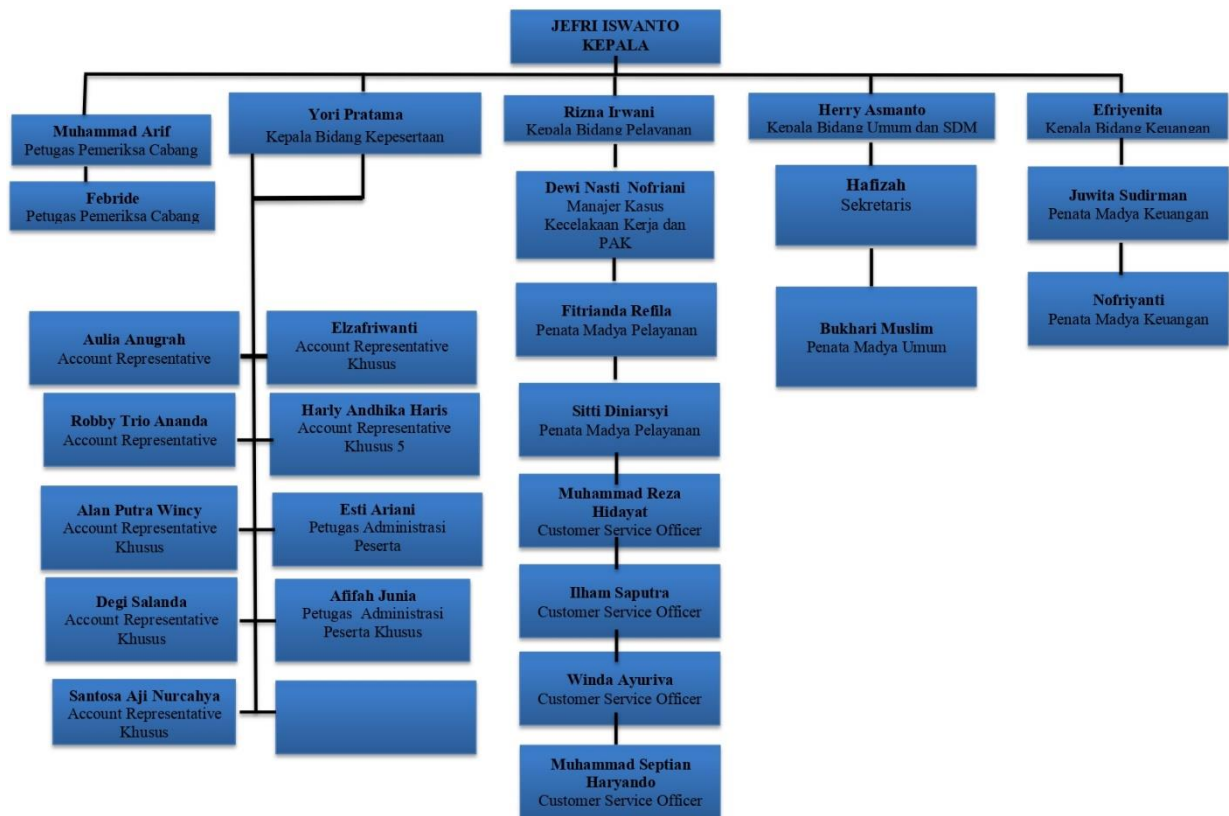 JEFRI ISWANTO
KEPALA
Muhammad Arif
Petugas Pemeriksa Cabang
Febride
Petugas Pemeriksa Cabang
Yori Pratama
Kepala Bidang Kepesertaan
Aulia Anugrah
Account Representative
Elzafriwanti
Account Representative
Khusus
Robby Trio Ananda
Account Representative
Harly Andhika Haris
Account Representative
Khusus 5
Alan Putra Wincy
Account Representative
Khusus
Esti Ariani
Petugas Administrasi
Peserta
Degi Salanda
Account Representative
Khusus
Afifah Junia
Petugas Administrasi
Peserta Khusus
Santosa Aji Nurcahya
Account Representative
Khusus
Rizna Irwani
Kepala Bidang Pelayanan
Dewi Nasti Nofriani
Manajer Kasus
Kecelakaan Kerja dan
PAK
Fitrianda Refila
Penata Madya Pelayanan
Sitti Diniarsyi
Penata Madya Pelayanan
Muhammad Reza
Hidayat
Customer Service Officer
Ilham Saputra
Customer Service Officer
Winda Ayuriva
Customer Service Officer
Muhammad Septian
Haryando
Customer Service Officer
Herry Asmanto
Kepala Bidang Umum dan SDM
Hafizah
Sekretaris
Bukhari Muslim
Penata Madya Umum
Efriyenita
Kepala Bidang Keuangan
Juwita Sudirman
Penata Madya Keuangan
Nofriyanti
Penata Madya Keuangan